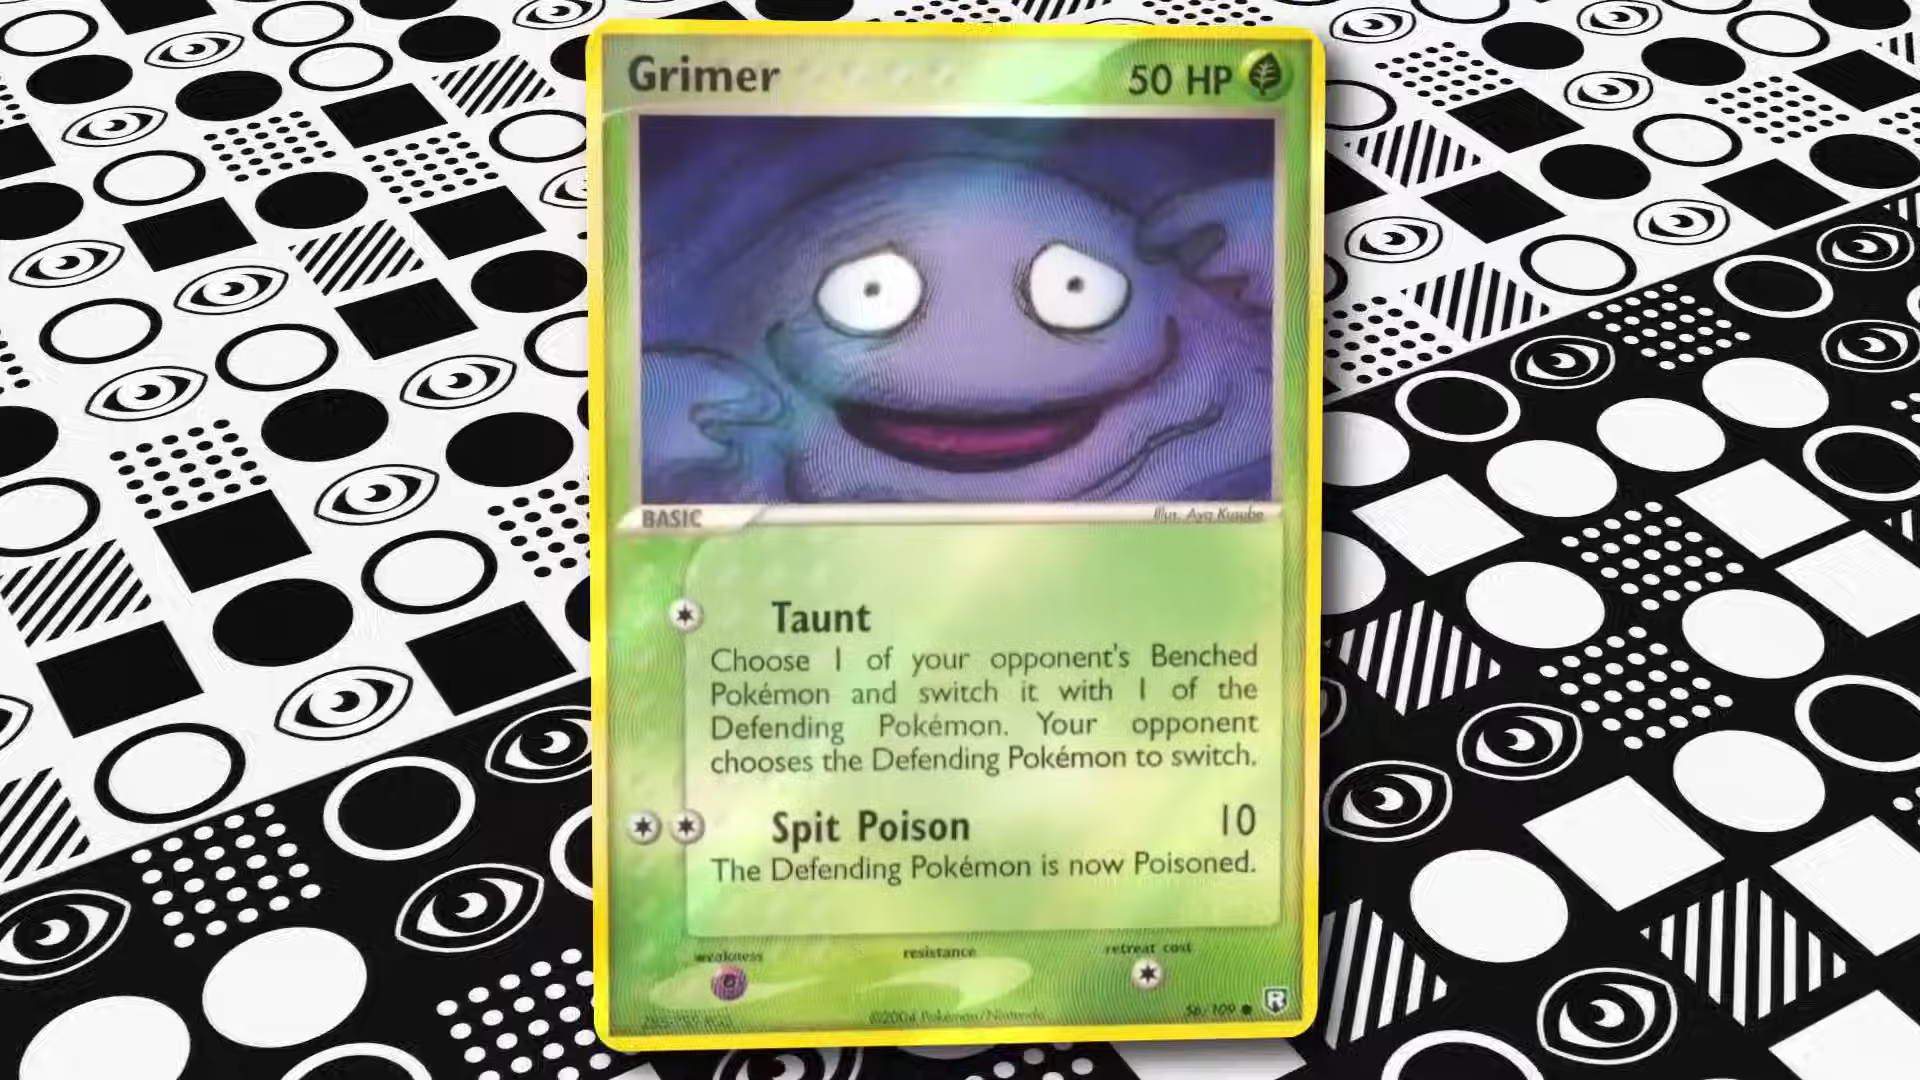 Grimer 50 HP
BASIC Illus. Aya Kusube
Taunt
Choose 1 of your opponent's Benched
Pokémon and switch it with 1 of the
Defending Pokémon. Your opponent
chooses the Defending Pokémon to switch.
Spit Poison 10
The Defending Pokémon is now Poisoned.
weakness resistance retreat cost
©2004 Pokémon/Nintendo 56/109
R